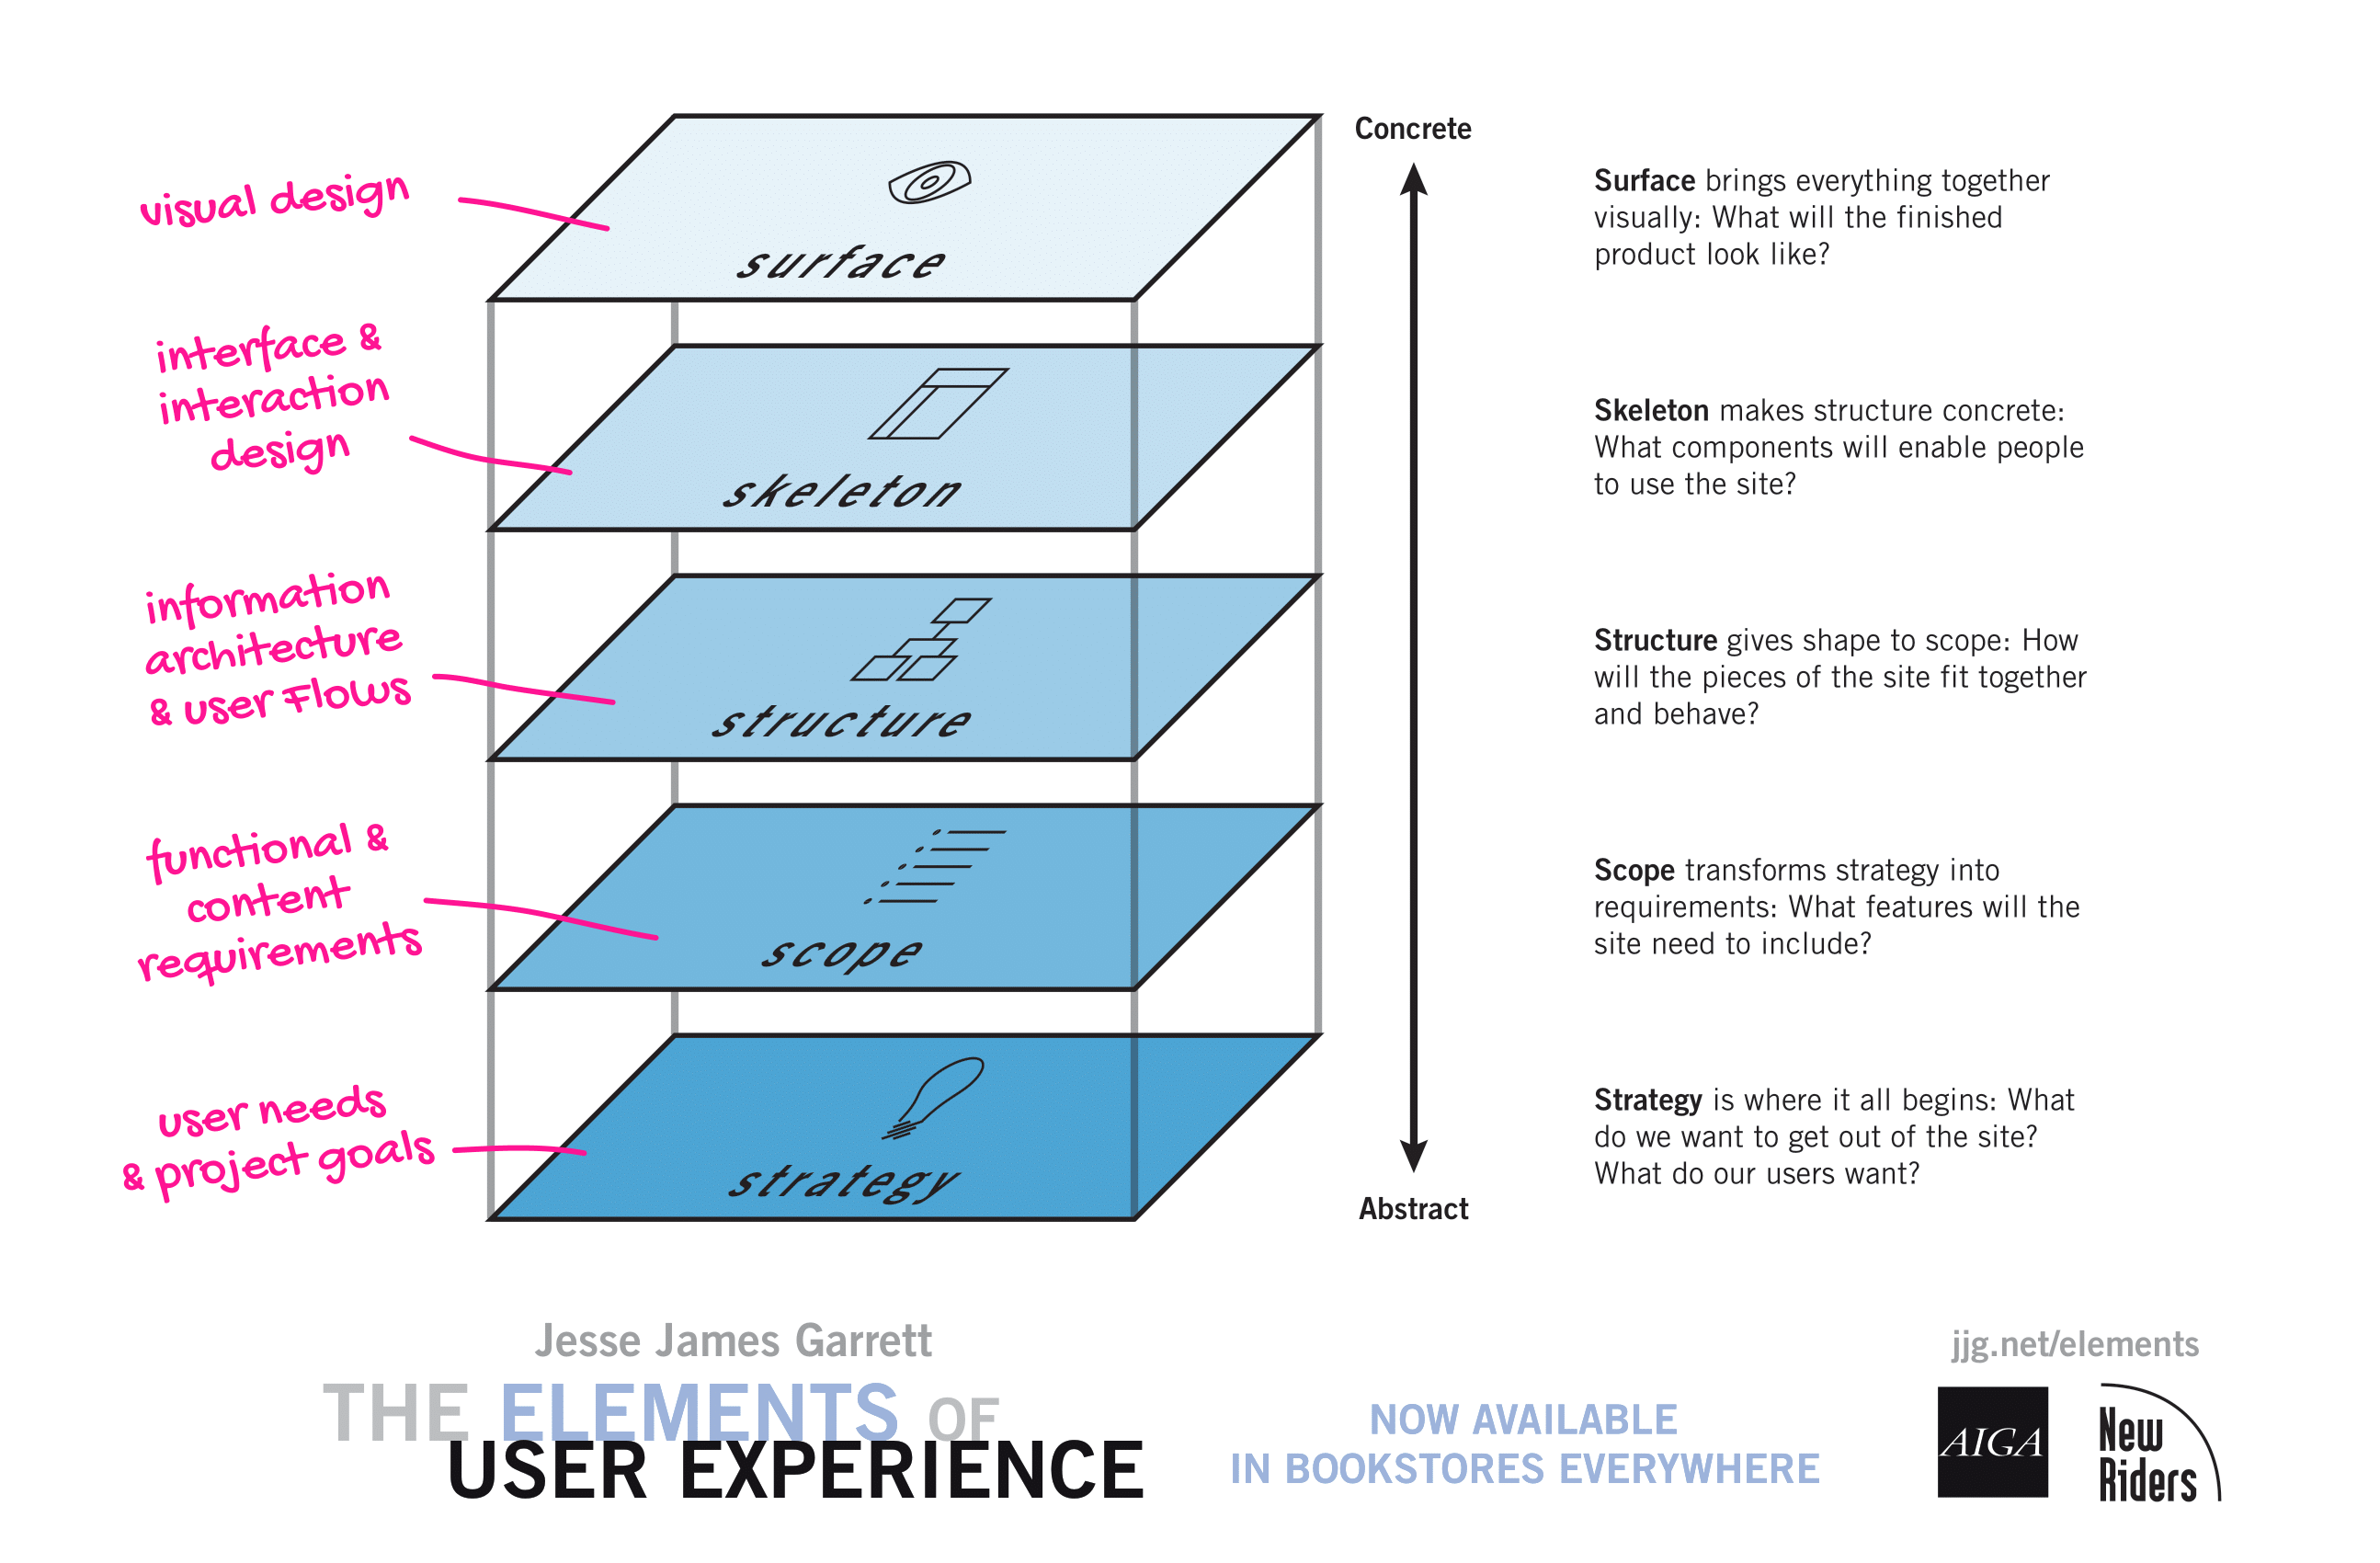 Concrete
visual design
surface
Surface brings everything together
visually: What will the finished
product look like?
interface &
interaction
design
skeleton
Skeleton makes structure concrete:
What components will enable people
to use the site?
information
architecture
& user flows
structure
Structure gives shape to scope: How
will the pieces of the site fit together
and behave?
functional &
content
requirements
scope
Scope transforms strategy into
requirements: What features will the
site need to include?
user needs
& project goals
strategy
Strategy is where it all begins: What
do we want to get out of the site?
What do our users want?
Abstract
Jesse James Garrett
THE ELEMENTS OF
USER EXPERIENCE
NOW AVAILABLE
IN BOOKSTORES EVERYWHERE
jjg.net/elements
AIGA
New
Riders